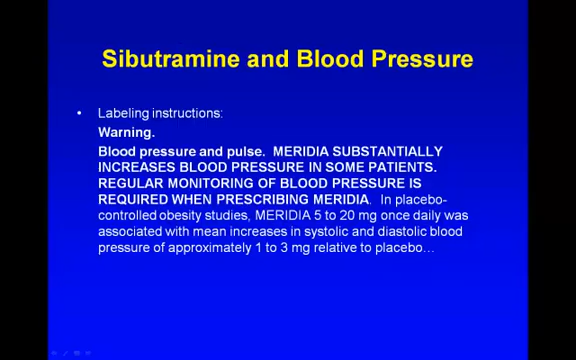 Sibutramine and Blood Pressure
• Labeling instructions:
Warning.
Blood pressure and pulse. MERIDIA SUBSTANTIALLY
INCREASES BLOOD PRESSURE IN SOME PATIENTS.
REGULAR MONITORING OF BLOOD PRESSURE IS
REQUIRED WHEN PRESCRIBING MERIDIA. In placebo-
controlled obesity studies, MERIDIA 5 to 20 mg once daily was
associated with mean increases in systolic and diastolic blood
pressure of approximately 1 to 3 mg relative to placebo…